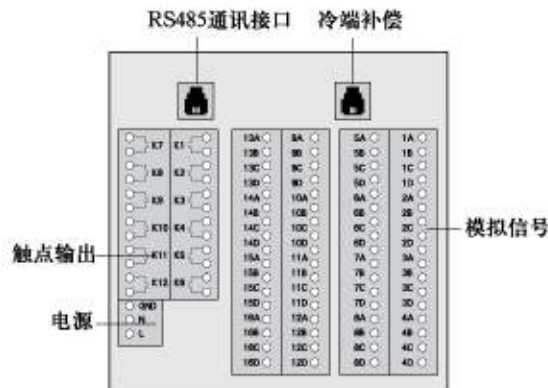 RS485通讯接口 冷端补偿
K7 K1
K8 K2
K9 K3
K10 K4
K11 K5
K12 K6
GND
N
L
13A 9A
13B 9B
13C 9C
13D 9D
14A 10A
14B 10B
14C 10C
14D 10D
15A 11A
15B 11B
15C 11C
15D 11D
16A 12A
16B 12B
16C 12C
16D 12D
5A 1A
5B 1B
5C 1C
5D 1D
6A 2A
6B 2B
6C 2C
6D 2D
7A 3A
7B 3B
7C 3C
7D 3D
8A 4A
8B 4B
8C 4C
8D 4D
模拟信号
触点输出
电源